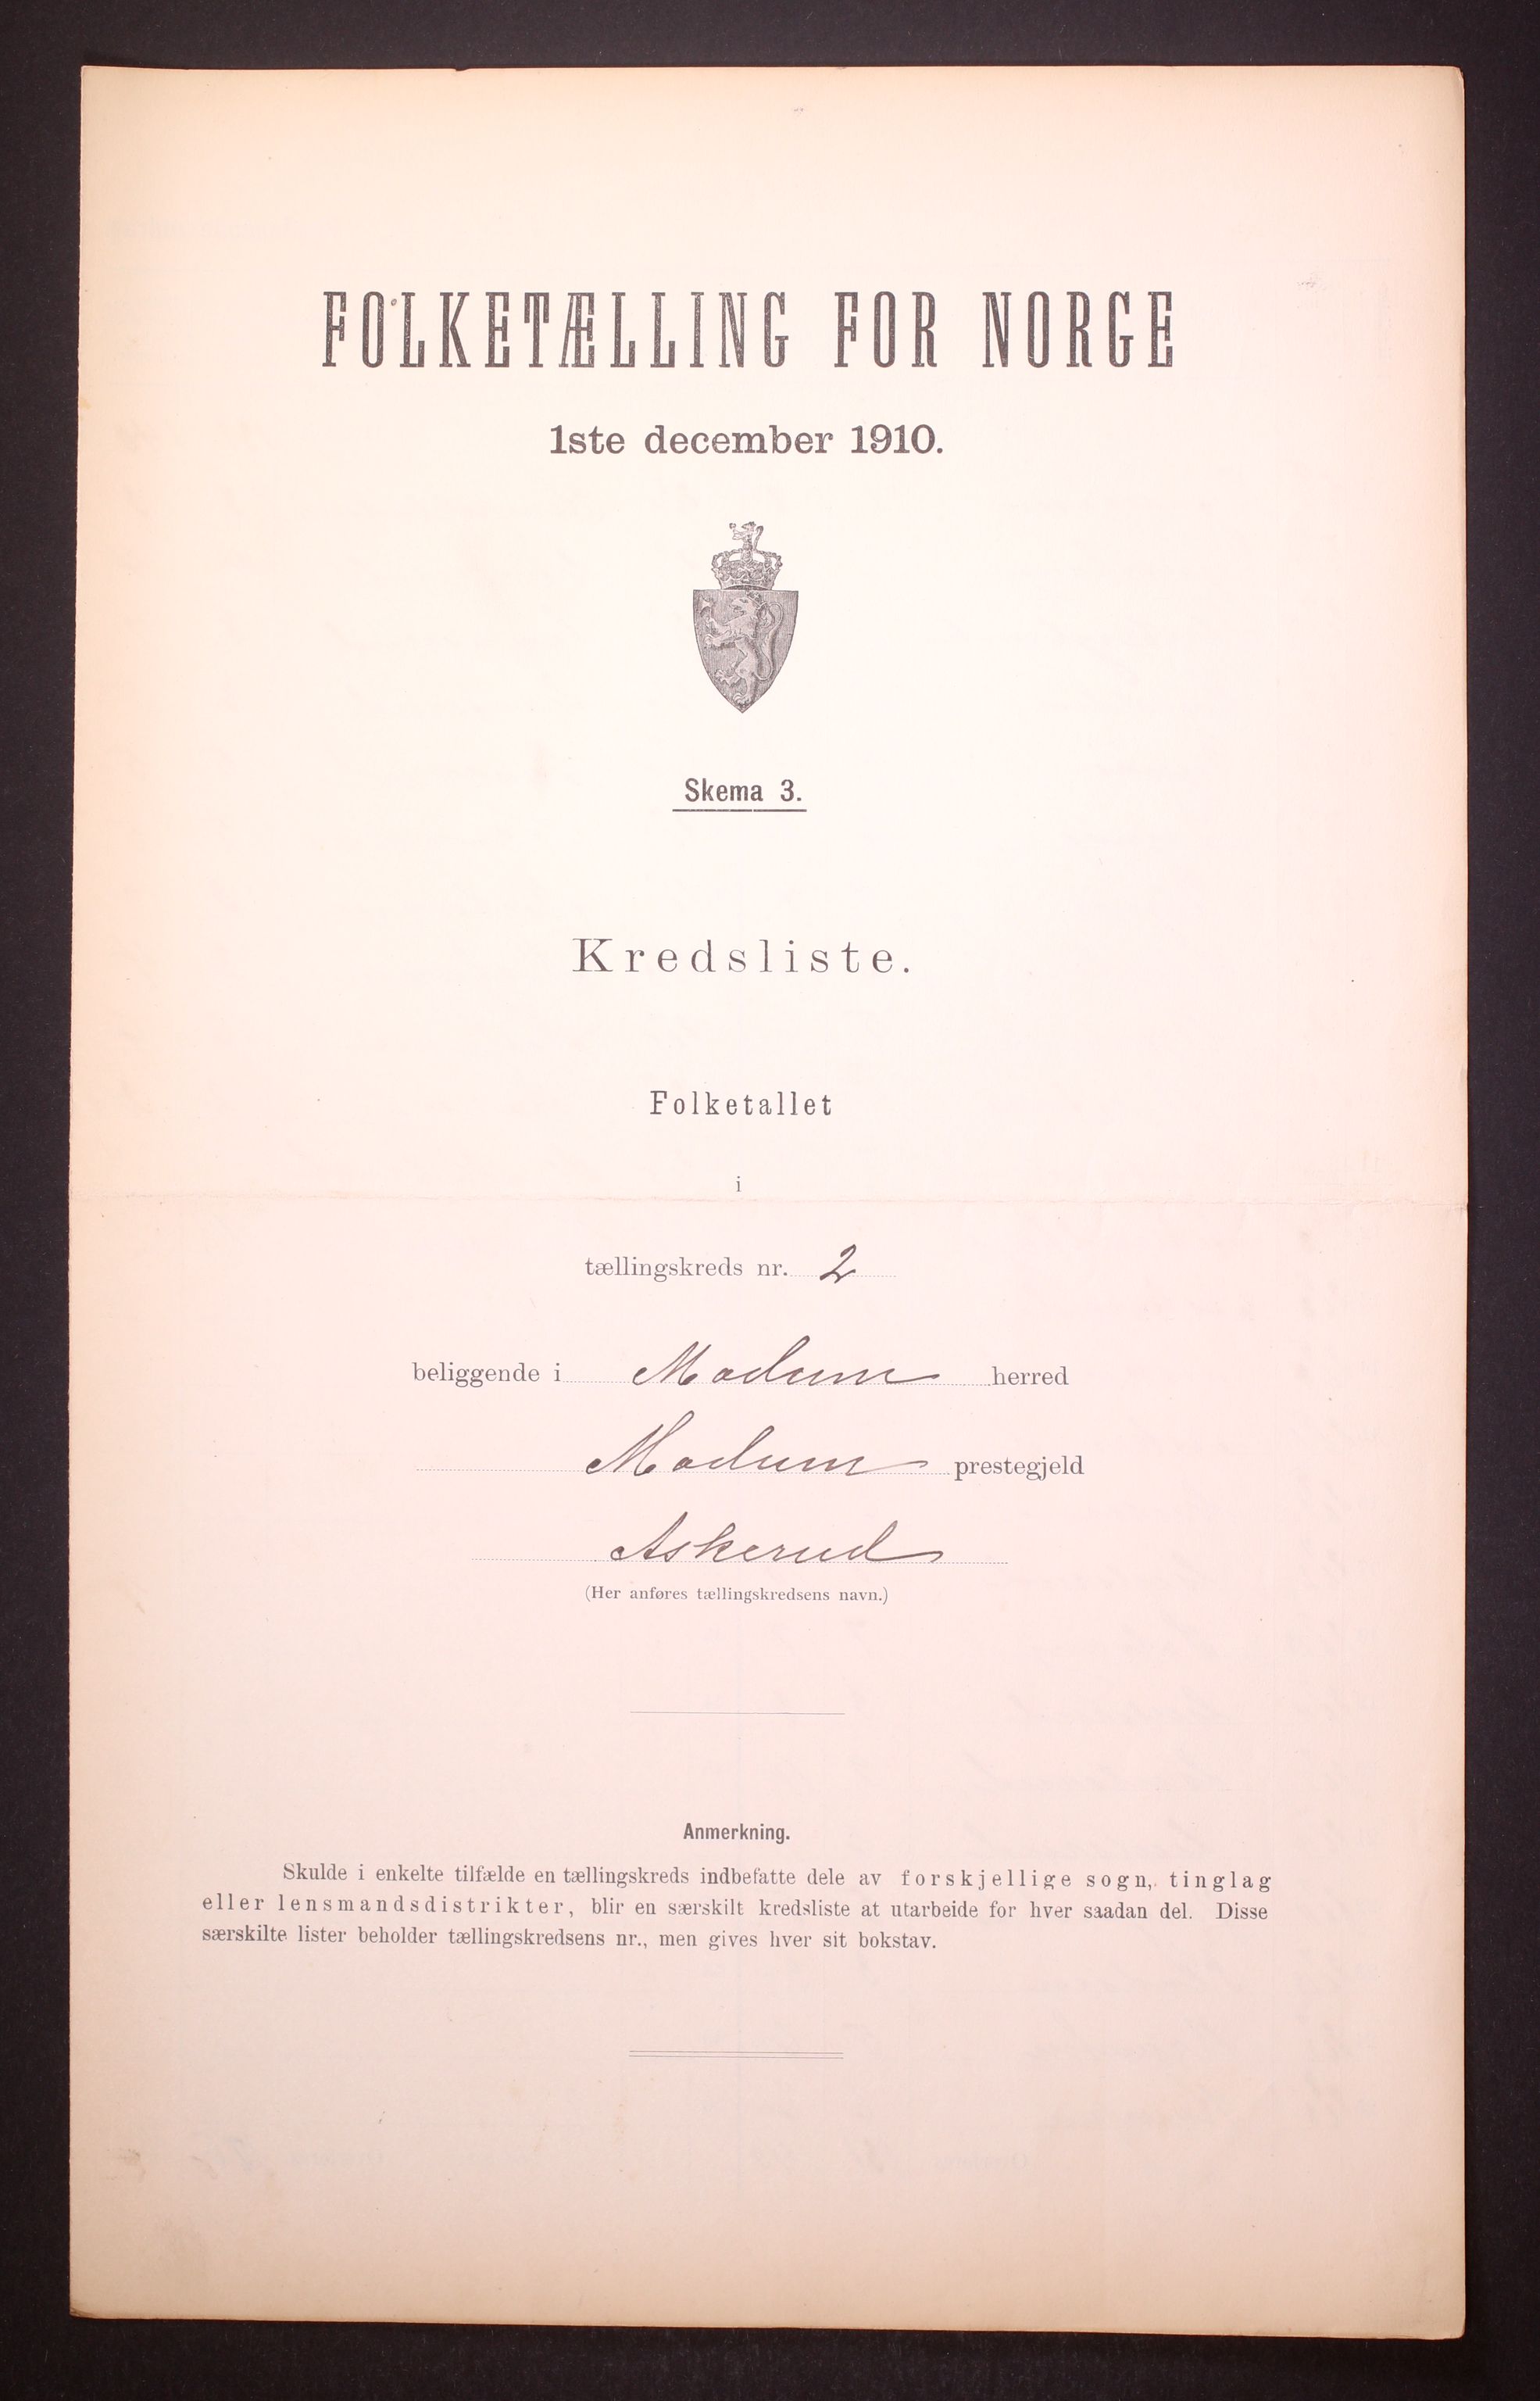 FOLKETÆLLING FOR NORGE
1ste december 1910.
Skema 3.
Kredsliste.
Folketallet
i
tællingskreds nr. 2
beliggende i Modum herred
Modum prestegjeld
Askerud
(Her anføres tællingskredsens navn.)
Anmerkning.
Skulde i enkelte tilfælde en tællingskreds indbefatte dele av forskjellige sogn, tinglag
eller lensmandsdistrikter, blir en særskilt kredsliste at utarbeide for hver saadan del. Disse
særskilte lister beholder tællingskredsens nr., men gives hver sit bokstav.